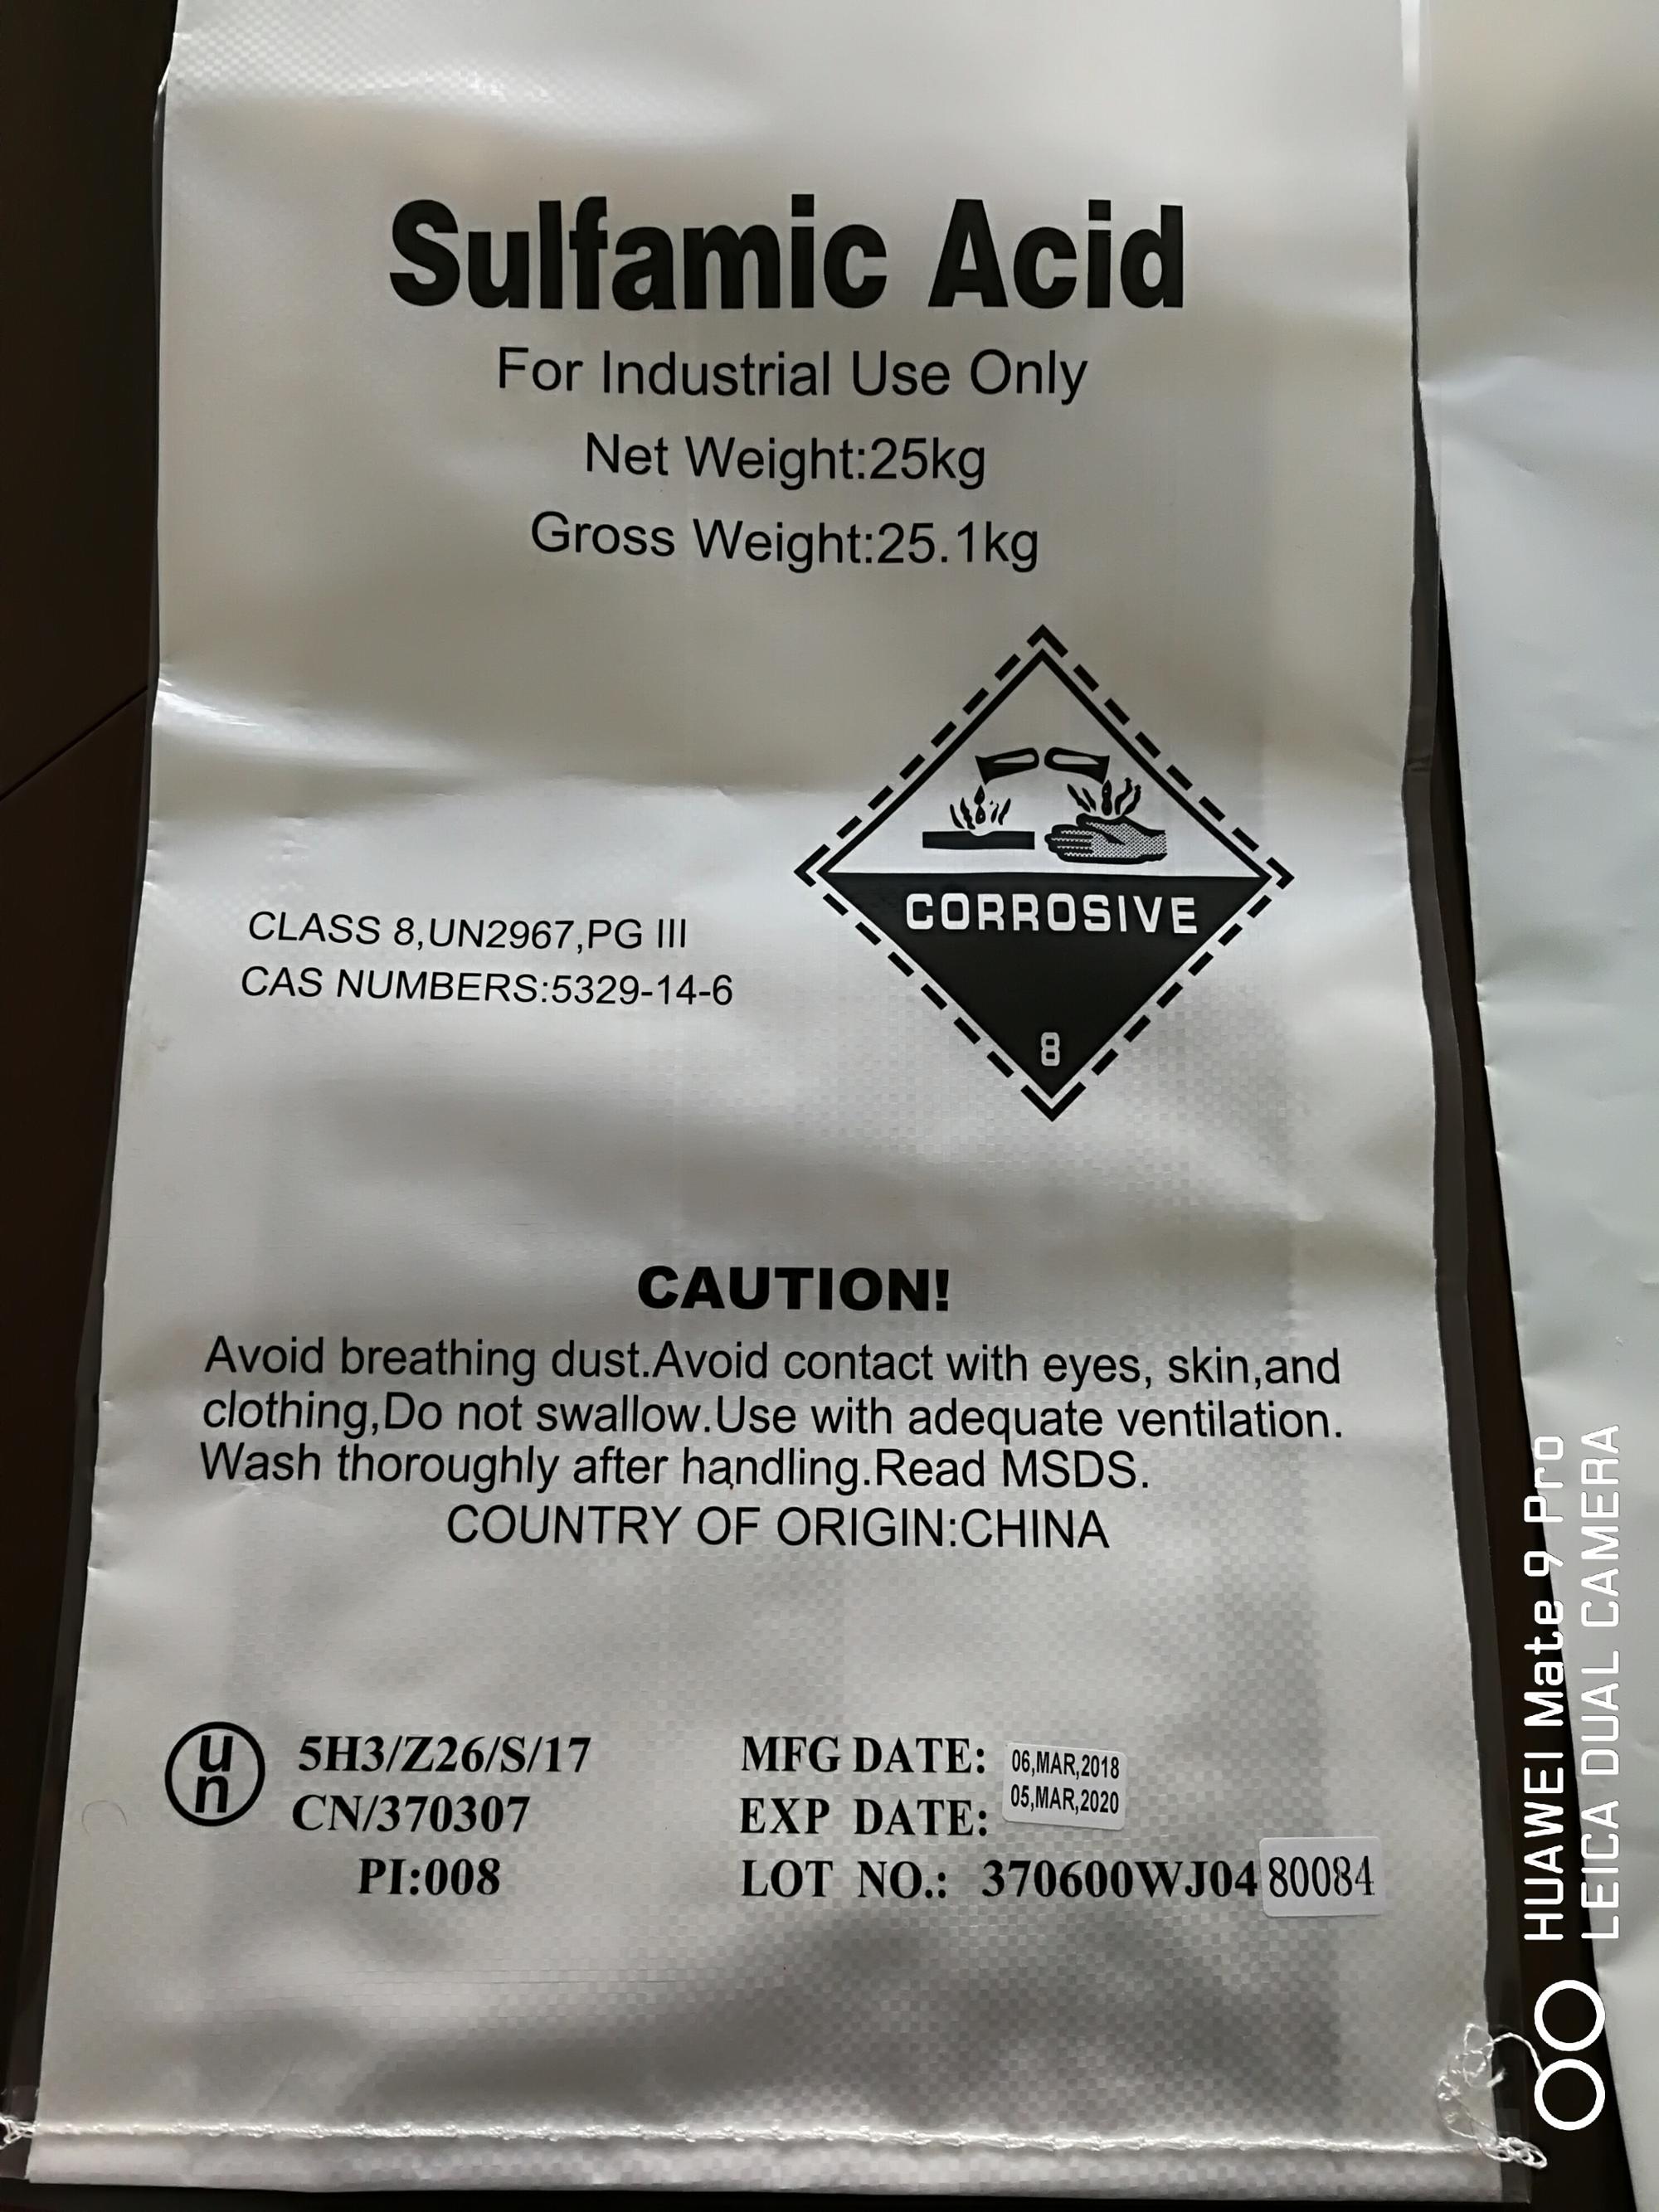 Sulfamic Acid
For Industrial Use Only
Net Weight:25kg
Gross Weight:25.1kg
CORROSIVE
8
CLASS 8,UN2967,PG III
CAS NUMBERS:5329-14-6
CAUTION!
Avoid breathing dust.Avoid contact with eyes, skin,and
clothing,Do not swallow.Use with adequate ventilation.
Wash thoroughly after handling.Read MSDS.
COUNTRY OF ORIGIN:CHINA
un
5H3/Z26/S/17
CN/370307
PI:008
MFG DATE: 06,MAR,2018
EXP DATE: 05,MAR,2020
LOT NO.: 370600WJ0480084
HUAWEI Mate 9 Pro
LEICA DUAL CAMERA